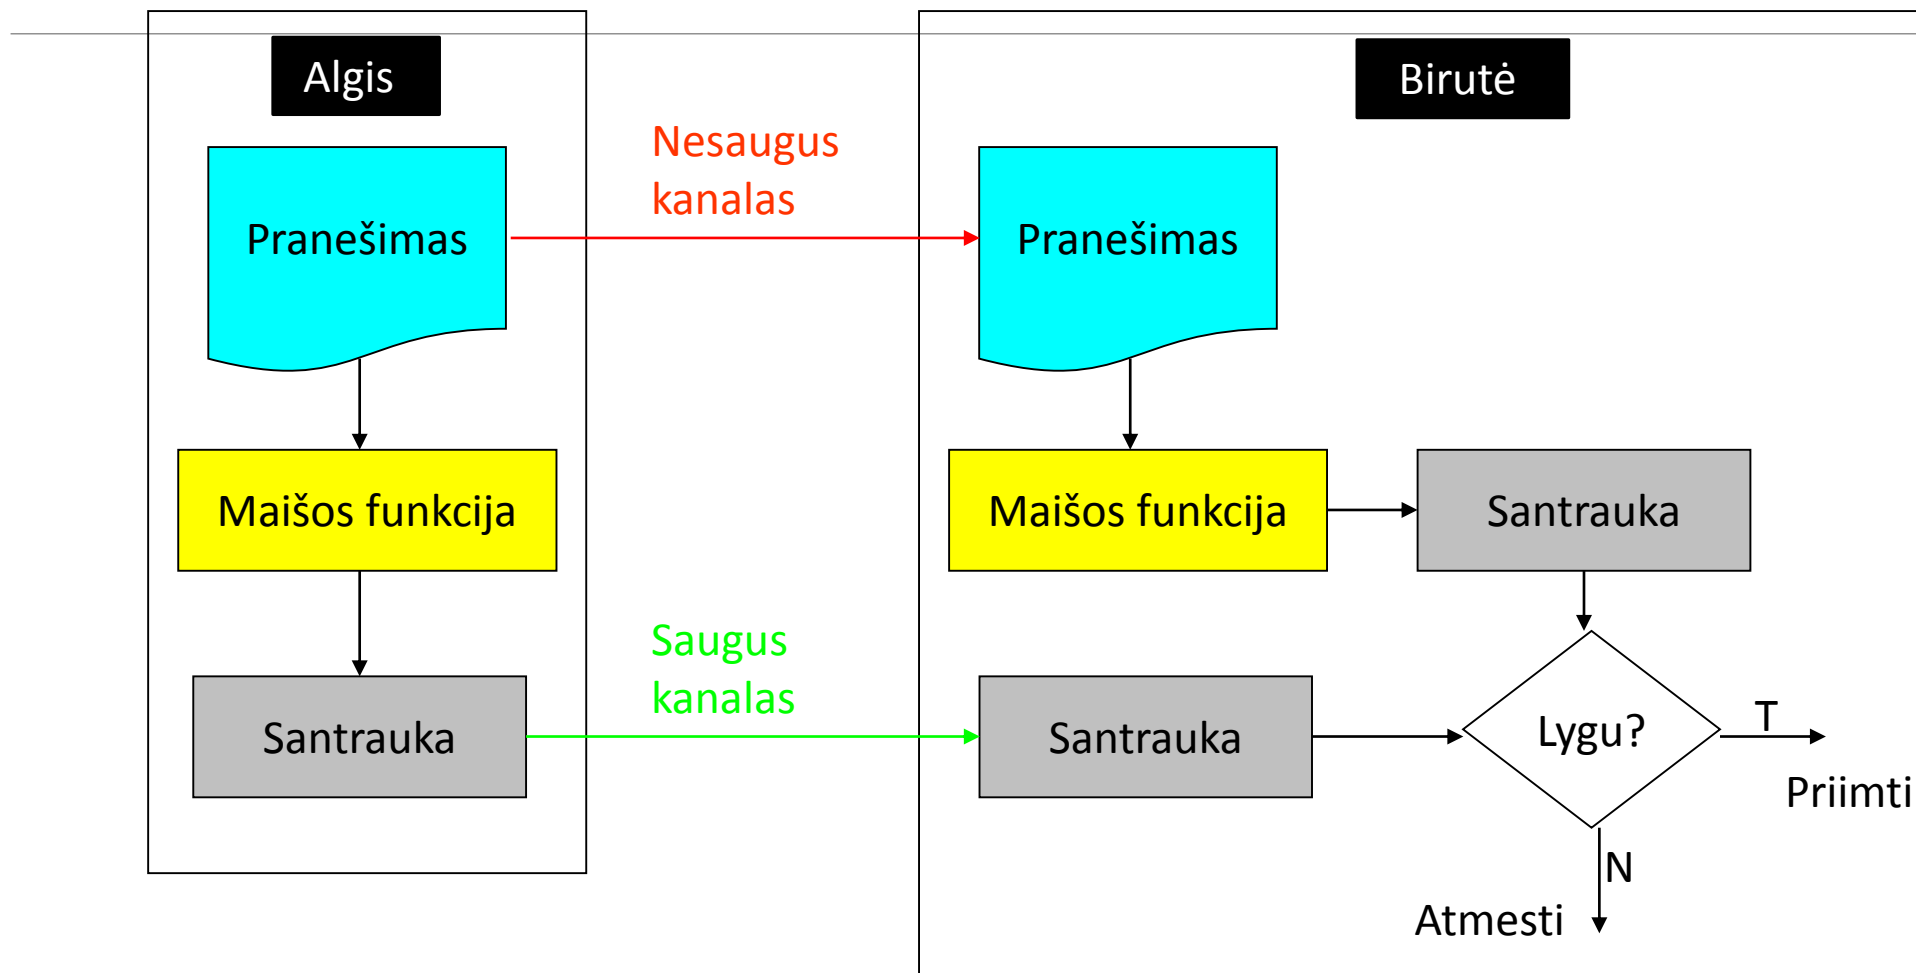 Algis
Birutė
Nesaugus
kanalas
Pranešimas
Pranešimas
Maišos funkcija
Maišos funkcija
Santrauka
Saugus
kanalas
Santrauka
Santrauka
Lygu?
T
Priimti
N
Atmesti